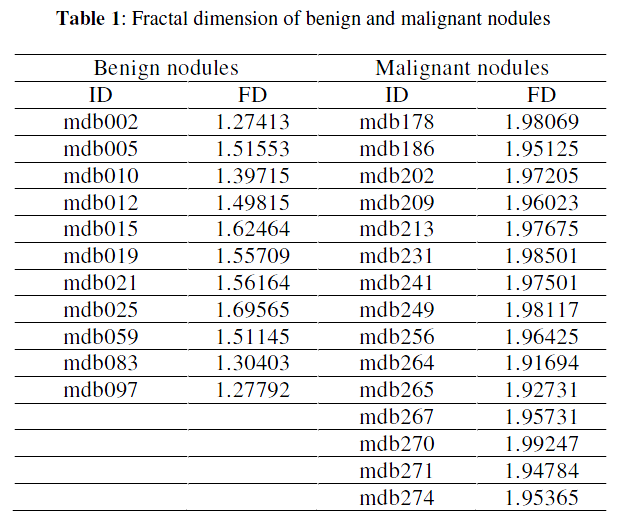 Table 1: Fractal dimension of benign and malignant nodules
Benign nodules Malignant nodules
ID FD ID FD
mdb002 1.27413 mdb178 1.98069
mdb005 1.51553 mdb186 1.95125
mdb010 1.39715 mdb202 1.97205
mdb012 1.49815 mdb209 1.96023
mdb015 1.62464 mdb213 1.97675
mdb019 1.55709 mdb231 1.98501
mdb021 1.56164 mdb241 1.97501
mdb025 1.69565 mdb249 1.98117
mdb059 1.51145 mdb256 1.96425
mdb083 1.30403 mdb264 1.91694
mdb097 1.27792 mdb265 1.92731
mdb267 1.95731
mdb270 1.99247
mdb271 1.94784
mdb274 1.95365